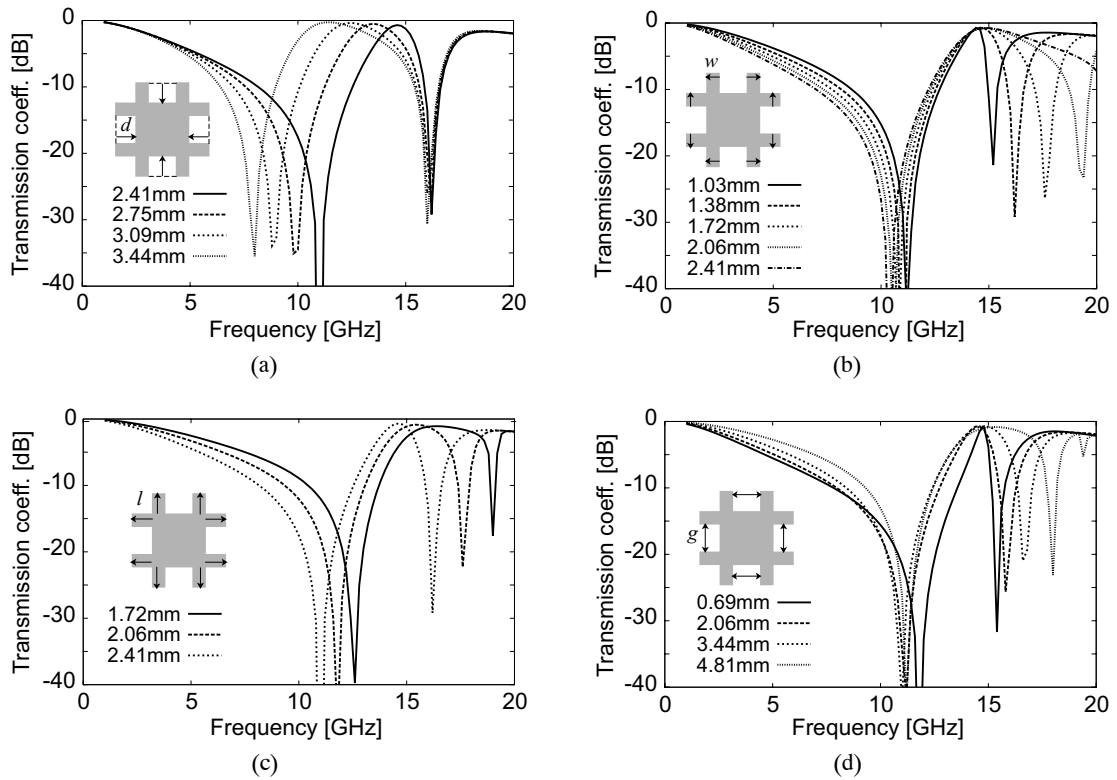 0
-10
-20
-30
-40
Transmission coeff. [dB]
d
2.41mm
2.75mm
3.09mm
3.44mm
0
5
10
15
20
Frequency [GHz]
(a)
0
-10
-20
-30
-40
Transmission coeff. [dB]
w
1.03mm
1.38mm
1.72mm
2.06mm
2.41mm
0
5
10
15
20
Frequency [GHz]
(b)
0
-10
-20
-30
-40
Transmission coeff. [dB]
l
1.72mm
2.06mm
2.41mm
0
5
10
15
20
Frequency [GHz]
(c)
0
-10
-20
-30
-40
Transmission coeff. [dB]
g
0.69mm
2.06mm
3.44mm
4.81mm
0
5
10
15
20
Frequency [GHz]
(d)